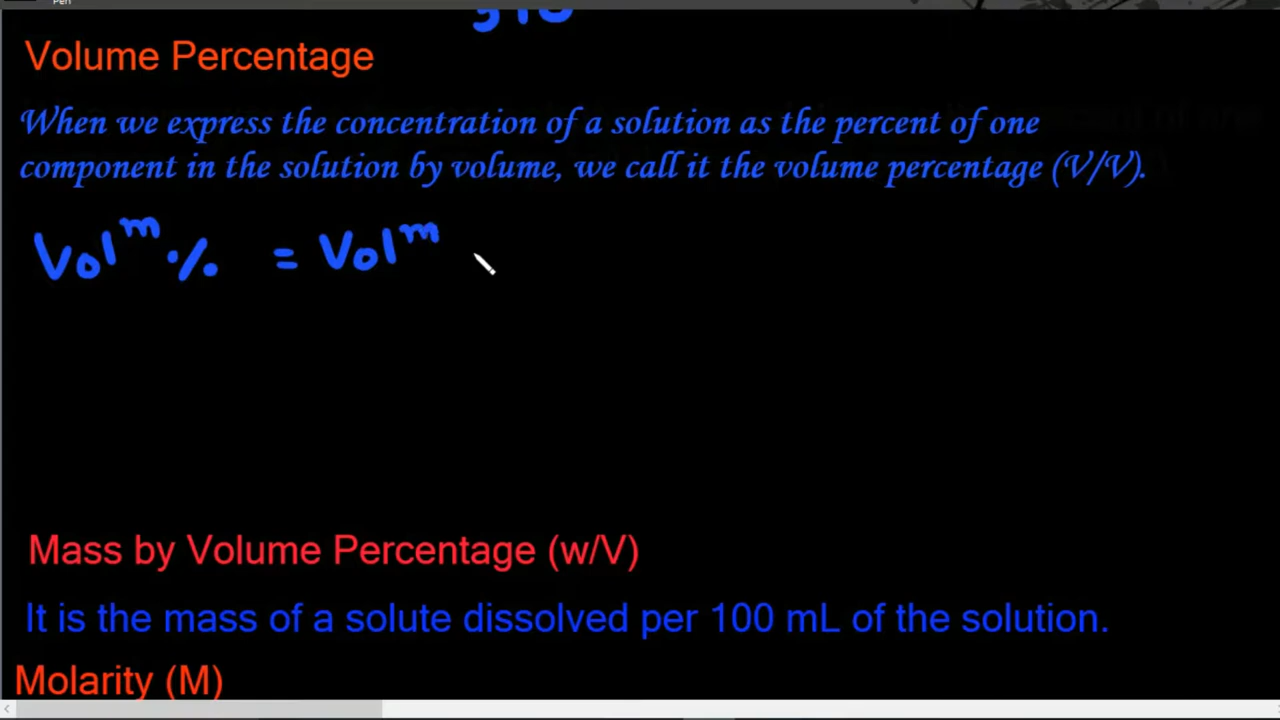 Pen
Volume Percentage
When we express the concentration of a solution as the percent of one
component in the solution by volume, we call it the volume percentage (V/V).
Volᵐ % = Volᵐ
Mass by Volume Percentage (w/V)
It is the mass of a solute dissolved per 100 mL of the solution.
Molarity (M)